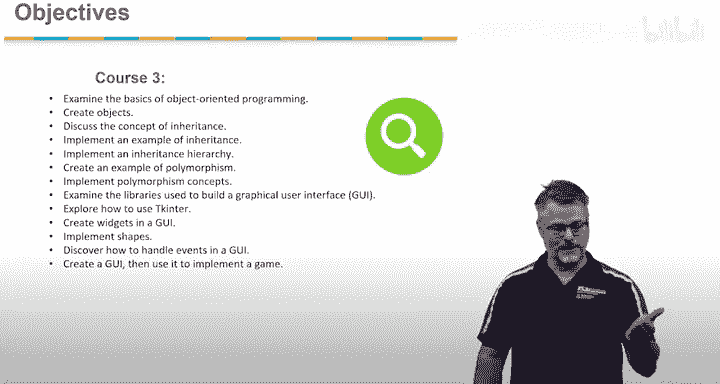 Objectives
Course 3:
• Examine the basics of object-oriented programming.
• Create objects.
• Discuss the concept of inheritance.
• Implement an example of inheritance.
• Implement an inheritance hierarchy.
• Create an example of polymorphism.
• Implement polymorphism concepts.
• Examine the libraries used to build a graphical user interface (GUI).
• Explore how to use Tkinter.
• Create widgets in a GUI.
• Implement shapes.
• Discover how to handle events in a GUI.
• Create a GUI, then use it to implement a game.